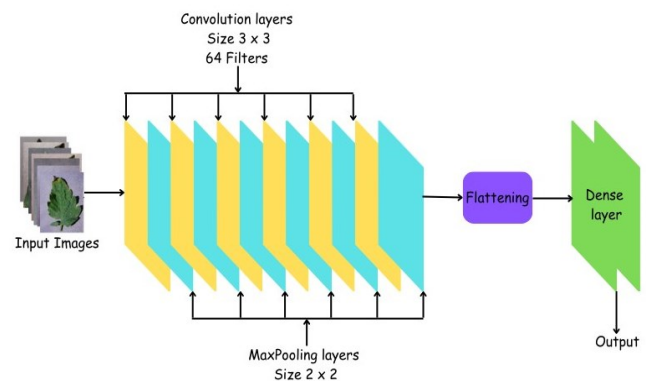 Convolution layers
Size 3 x 3
64 Filters
Input Images
Flattening
Dense
layer
Output
MaxPooling layers
Size 2 x 2